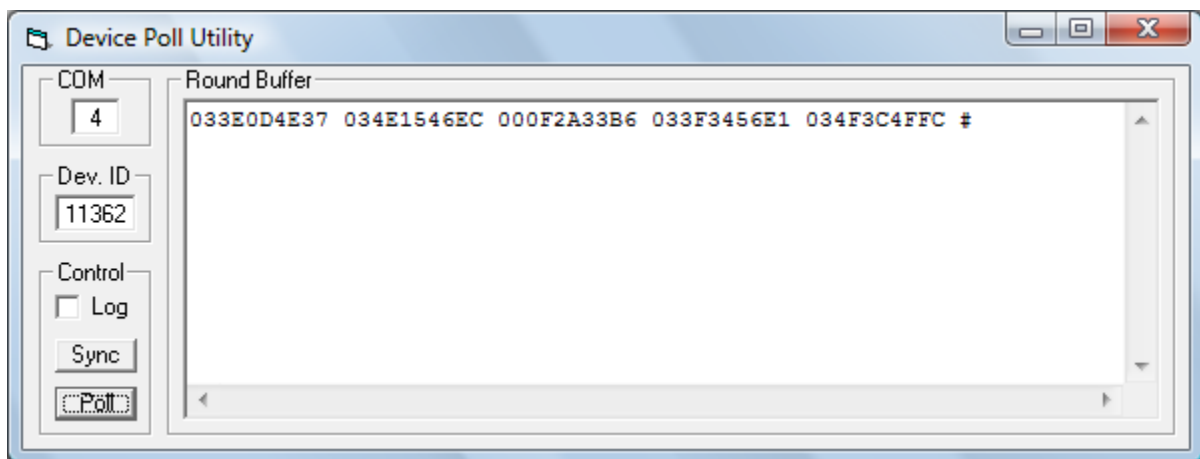 Device Poll Utility
COM
4
Dev. ID
11362
Control
Log
Sync
Poll
Round Buffer
033E0D4E37 034E1546EC 000F2A33B6 033F3456E1 034F3C4FFC #